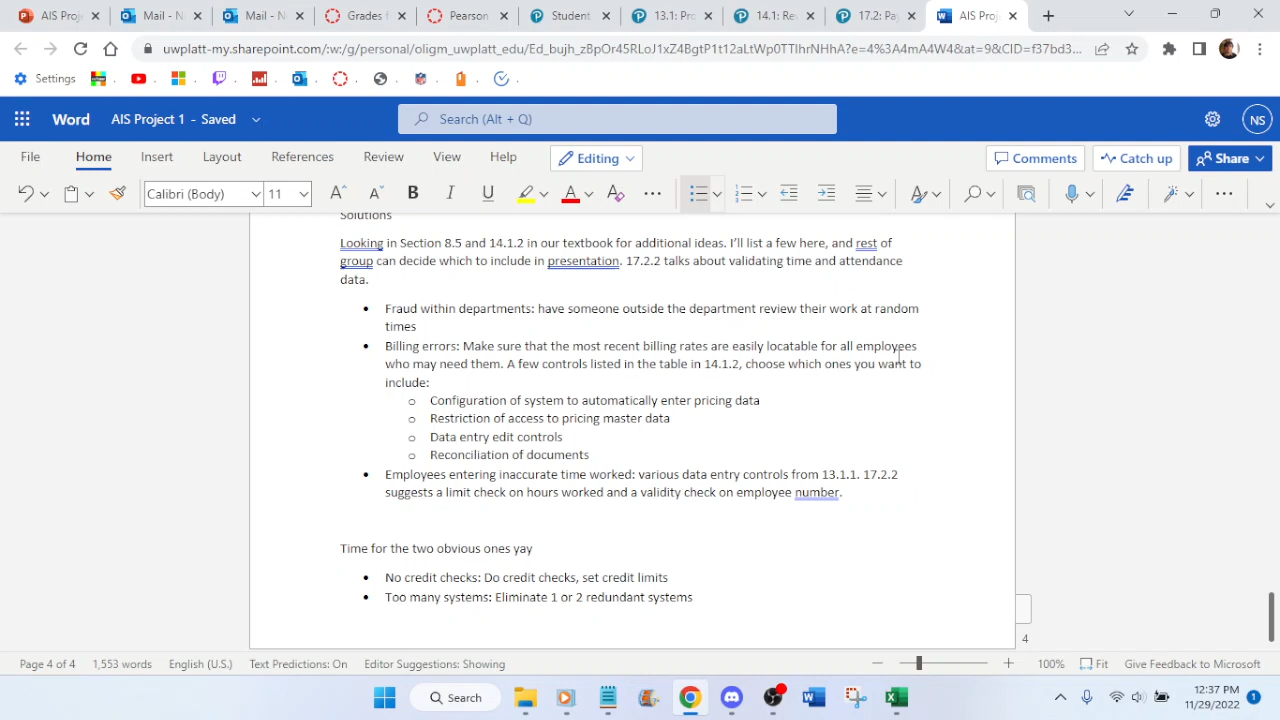 AIS Proj
Mail - N
Mail - N
Grades f
Pearson
Student
13.1: Pro
14.1: Re
17.2: Pay
AIS Proj
uwplatt-my.sharepoint.com/:w:/g/personal/oligm_uwplatt_edu/Ed_bujh_zBpOr45RLoJ1xZ4BgtP1t12aLtWp0TTIhrNHhA?e=4%3A4mA4W4&at=9&CID=f37bd3...
Settings
Word
AIS Project 1 - Saved
Search (Alt + Q)
NS
File
Home
Insert
Layout
References
Review
View
Help
Editing
Comments
Catch up
Share
Calibri (Body)
11
Solutions
Looking in Section 8.5 and 14.1.2 in our textbook for additional ideas. I'll list a few here, and rest of
group can decide which to include in presentation. 17.2.2 talks about validating time and attendance
data.
• Fraud within departments: have someone outside the department review their work at random
times
• Billing errors: Make sure that the most recent billing rates are easily locatable for all employees
who may need them. A few controls listed in the table in 14.1.2, choose which ones you want to
include:
o Configuration of system to automatically enter pricing data
o Restriction of access to pricing master data
o Data entry edit controls
o Reconciliation of documents
• Employees entering inaccurate time worked: various data entry controls from 13.1.1. 17.2.2
suggests a limit check on hours worked and a validity check on employee number.
Time for the two obvious ones yay
• No credit checks: Do credit checks, set credit limits
• Too many systems: Eliminate 1 or 2 redundant systems
4
Page 4 of 4
1,553 words
English (U.S.)
Text Predictions: On
Editor Suggestions: Showing
100%
Fit
Give Feedback to Microsoft
Search
12:37 PM
11/29/2022
1